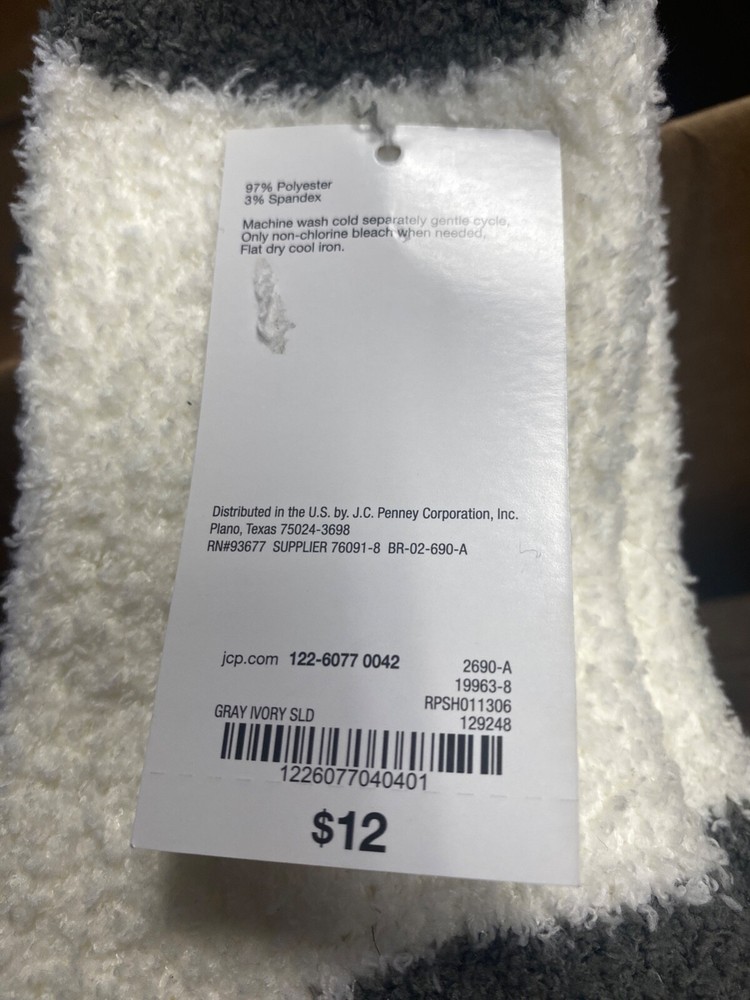 97% Polyester
3% Spandex
Machine wash cold separately gentle cycle,
Only non-chlorine bleach when needed,
Flat dry cool iron.
Distributed in the U.S. by. J.C. Penney Corporation, Inc.
Plano, Texas 75024-3698
RN#93677 SUPPLIER 76091-8 BR-02-690-A
jcp.com 122-6077 0042
2690-A
19963-8
RPSH011306
129248
GRAY IVORY SLD
1226077040401
$12